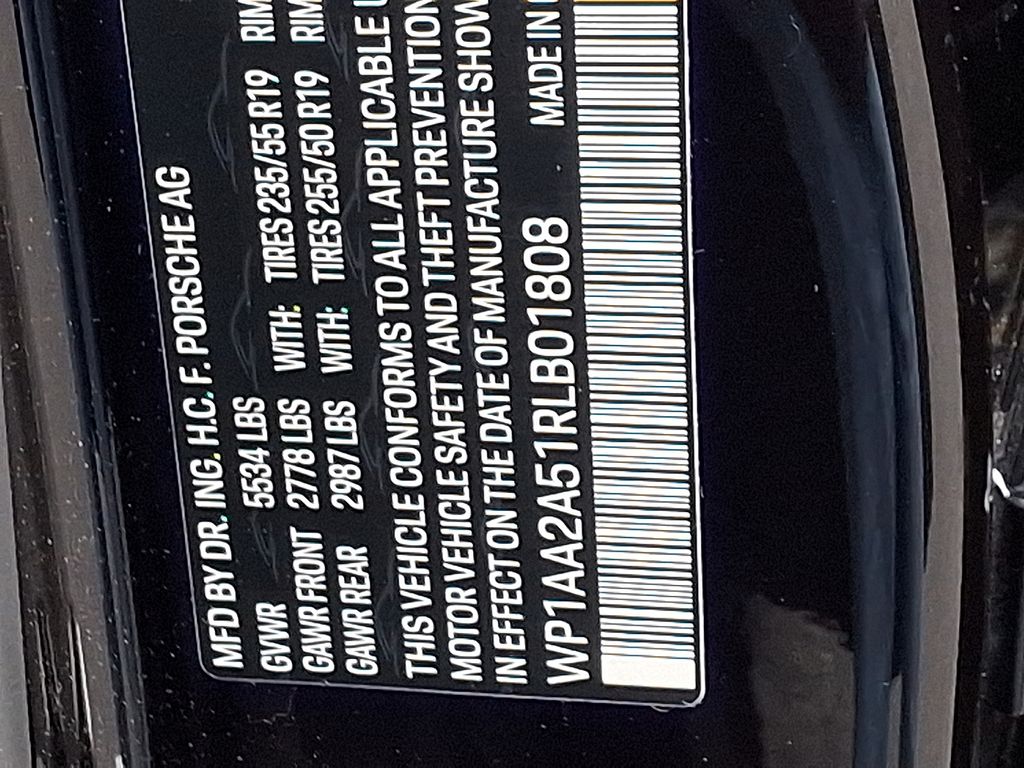 MFD BY DR. ING. H.C. F. PORSCHE AG
GVWR 5534 LBS WITH: TIRES 235/55 R19 RIM
GAWR FRONT 2778 LBS WITH: TIRES 255/50 R19 RIM
GAWR REAR 2987 LBS
THIS VEHICLE CONFORMS TO ALL APPLICABLE
MOTOR VEHICLE SAFETY AND THEFT PREVENTION
IN EFFECT ON THE DATE OF MANUFACTURE SHOW
WP1AA2A51RLB01808 MADE IN